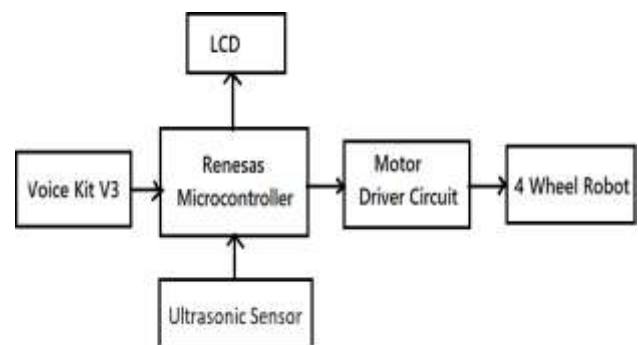 LCD
Voice Kit V3
Renesas
Microcontroller
Motor
Driver Circuit
4 Wheel Robot
Ultrasonic Sensor